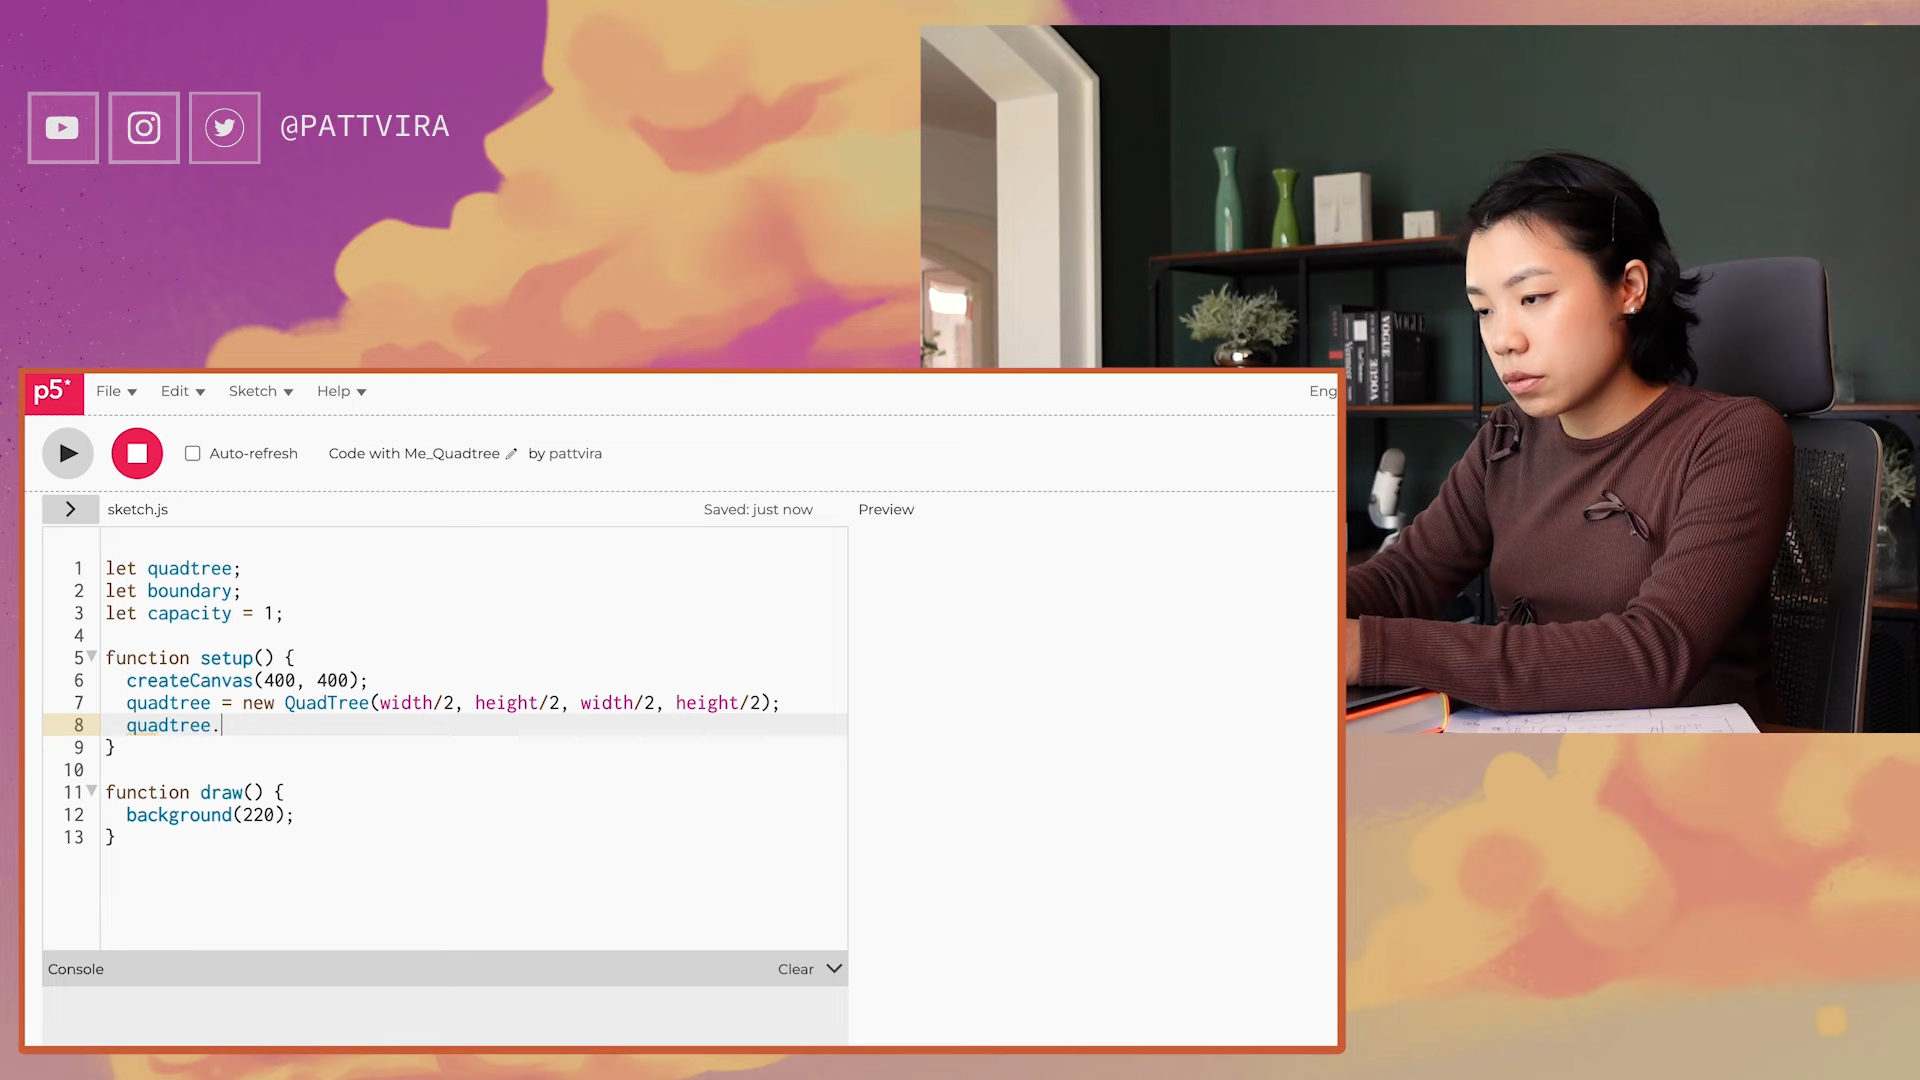 @PATTVIRA
VOGUE
VOGUE
p5*
File
Edit
Sketch
Help
Eng
Auto-refresh
Code with Me_Quadtree
by pattvira
sketch.js
Saved: just now
Preview
1 let quadtree;
2 let boundary;
3 let capacity = 1;
4
5 function setup() {
6 createCanvas(400, 400);
7 quadtree = new QuadTree(width/2, height/2, width/2, height/2);
8 quadtree.
9 }
10
11 function draw() {
12 background(220);
13 }
Console
Clear